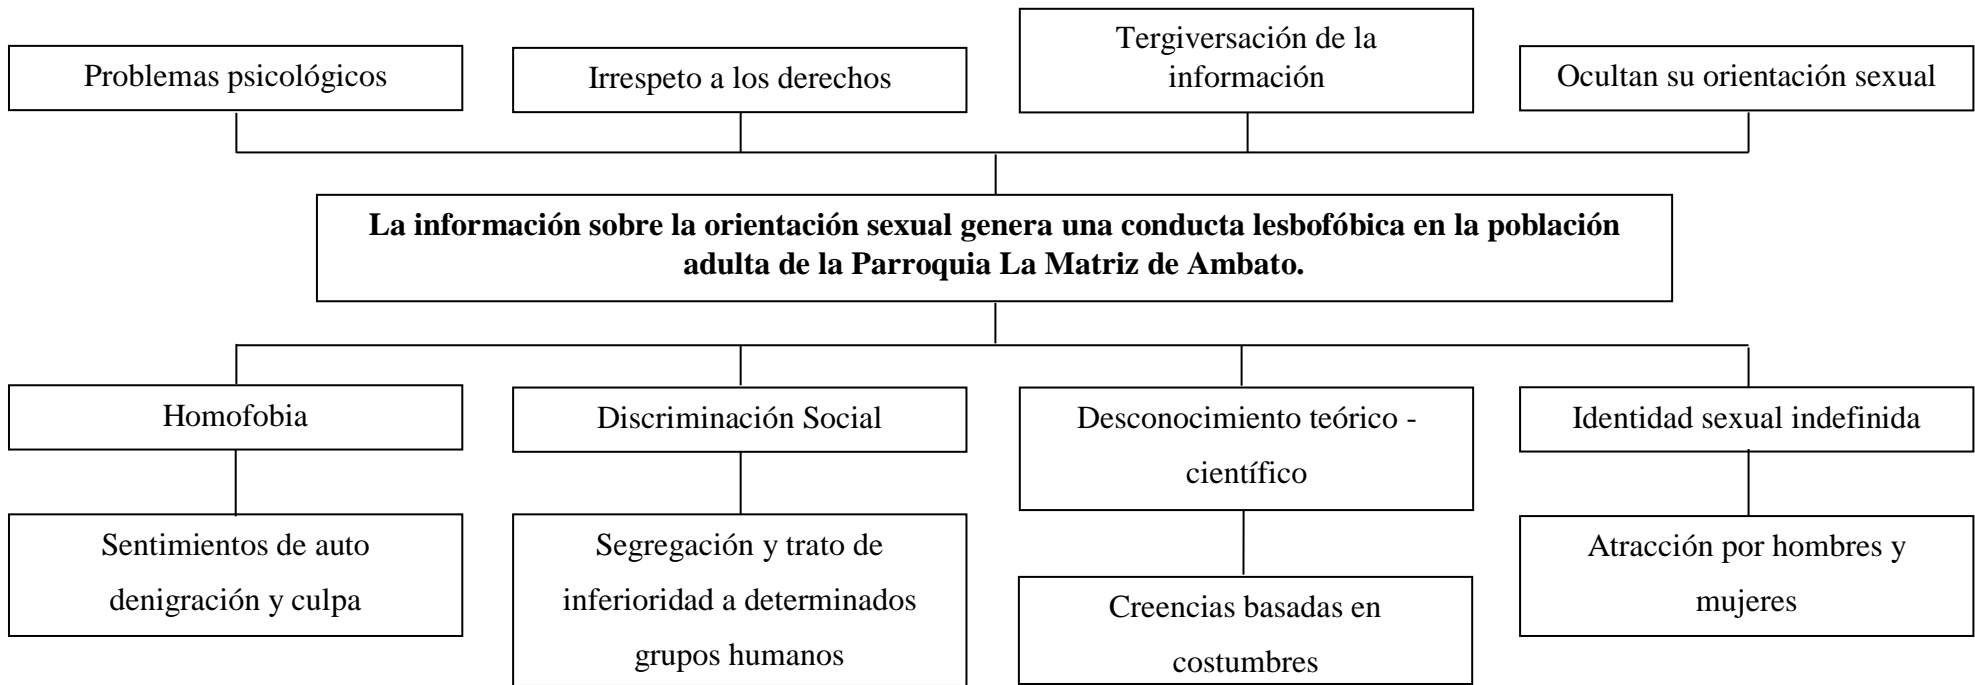 Problemas psicológicos
Irrespeto a los derechos
Tergiversación de la
información
Ocultan su orientación sexual
La información sobre la orientación sexual genera una conducta lesbofóbica en la población
adulta de la Parroquia La Matriz de Ambato.
Homofobia
Discriminación Social
Desconocimiento teórico -
científico
Identidad sexual indefinida
Sentimientos de auto
denigración y culpa
Segregación y trato de
inferioridad a determinados
grupos humanos
Creencias basadas en
costumbres
Atracción por hombres y
mujeres